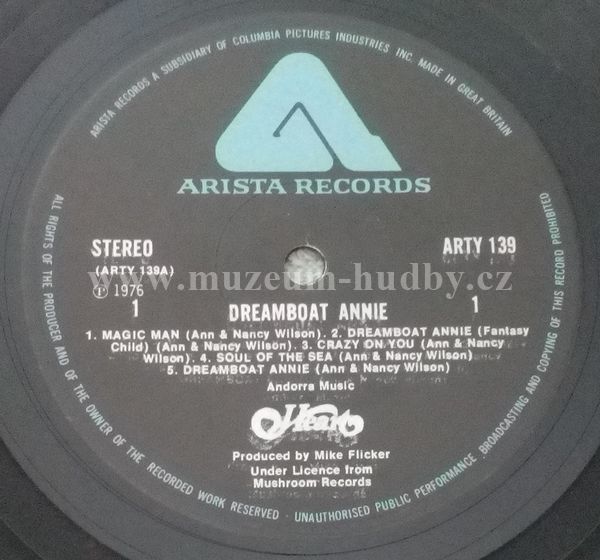 ARISTA RECORDS A SUBSIDIARY OF COLUMBIA PICTURES INDUSTRIES INC. MADE IN GREAT BRITAIN
ARISTA RECORDS
STEREO
ARTY 139
(ARTY 139A)
www.muzeum-hudby.cz
Ⓟ 1976
1
1
DREAMBOAT ANNIE
1. MAGIC MAN (Ann & Nancy Wilson). 2. DREAMBOAT ANNIE (Fantasy
Child) (Ann & Nancy Wilson). 3. CRAZY ON YOU (Ann & Nancy
Wilson). 4. SOUL OF THE SEA (Ann & Nancy Wilson)
5. DREAMBOAT ANNIE (Ann & Nancy Wilson)
Andorra Music
Heart
Produced by Mike Flicker
Under Licence from
Mushroom Records
ALL RIGHTS OF THE PRODUCER AND OF THE OWNER OF THE RECORDED WORK RESERVED - UNAUTHORISED PUBLIC PERFORMANCE BROADCASTING AND COPYING OF THIS RECORD PROHIBITED